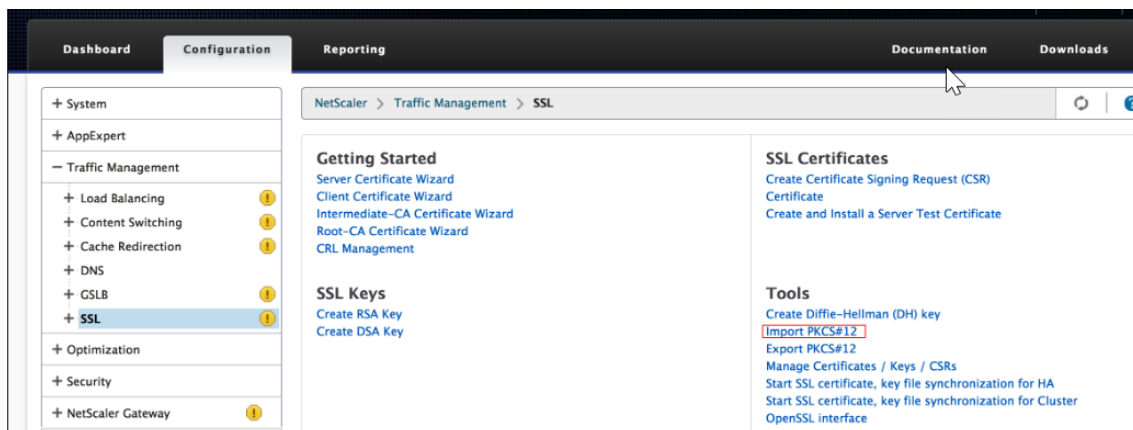 Dashboard Configuration Reporting Documentation Downloads
+ System
+ AppExpert
− Traffic Management
+ Load Balancing !
+ Content Switching !
+ Cache Redirection !
+ DNS
+ GSLB !
+ SSL !
+ Optimization
+ Security
+ NetScaler Gateway !
NetScaler > Traffic Management > SSL
Getting Started
Server Certificate Wizard
Client Certificate Wizard
Intermediate-CA Certificate Wizard
Root-CA Certificate Wizard
CRL Management
SSL Keys
Create RSA Key
Create DSA Key
SSL Certificates
Create Certificate Signing Request (CSR)
Certificate
Create and Install a Server Test Certificate
Tools
Create Diffie-Hellman (DH) key
Import PKCS#12
Export PKCS#12
Manage Certificates / Keys / CSRs
Start SSL certificate, key file synchronization for HA
Start SSL certificate, key file synchronization for Cluster
OpenSSL interface